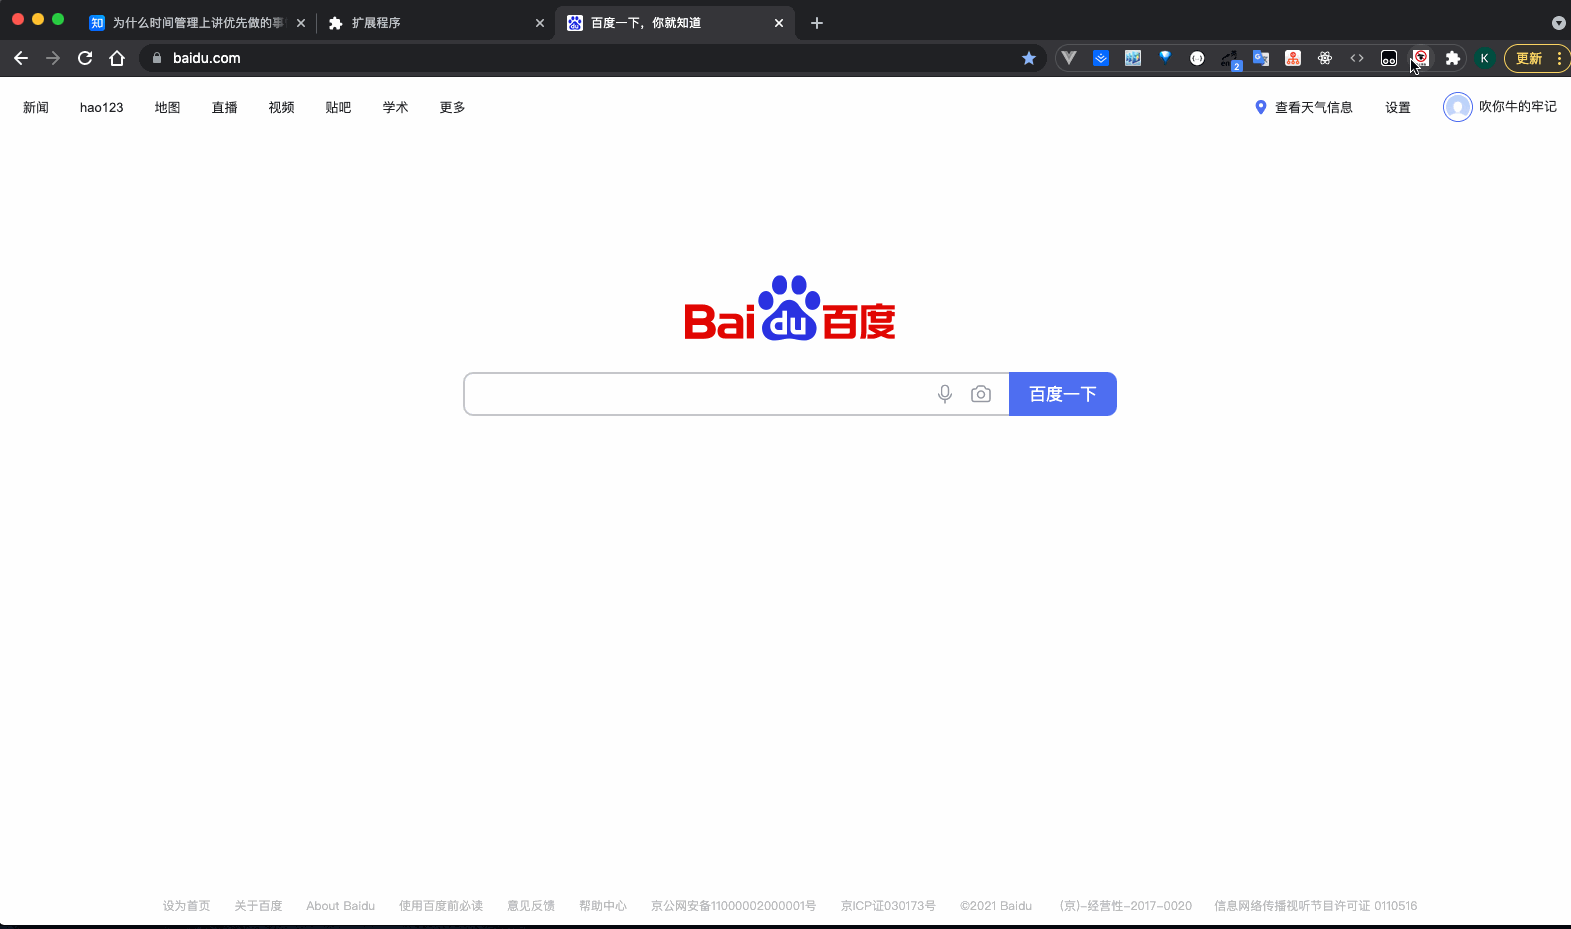 知 为什么时间管理上讲优先做的事
扩展程序
百度一下，你就知道
baidu.com
2
K
更新
新闻 hao123 地图 直播 视频 贴吧 学术 更多
查看天气信息 设置 吹你牛的牢记
Bai du 百度
百度一下
设为首页 关于百度 About Baidu 使用百度前必读 意见反馈 帮助中心 京公网安备11000002000001号 京ICP证030173号 ©2021 Baidu (京)-经营性-2017-0020 信息网络传播视听节目许可证 0110516